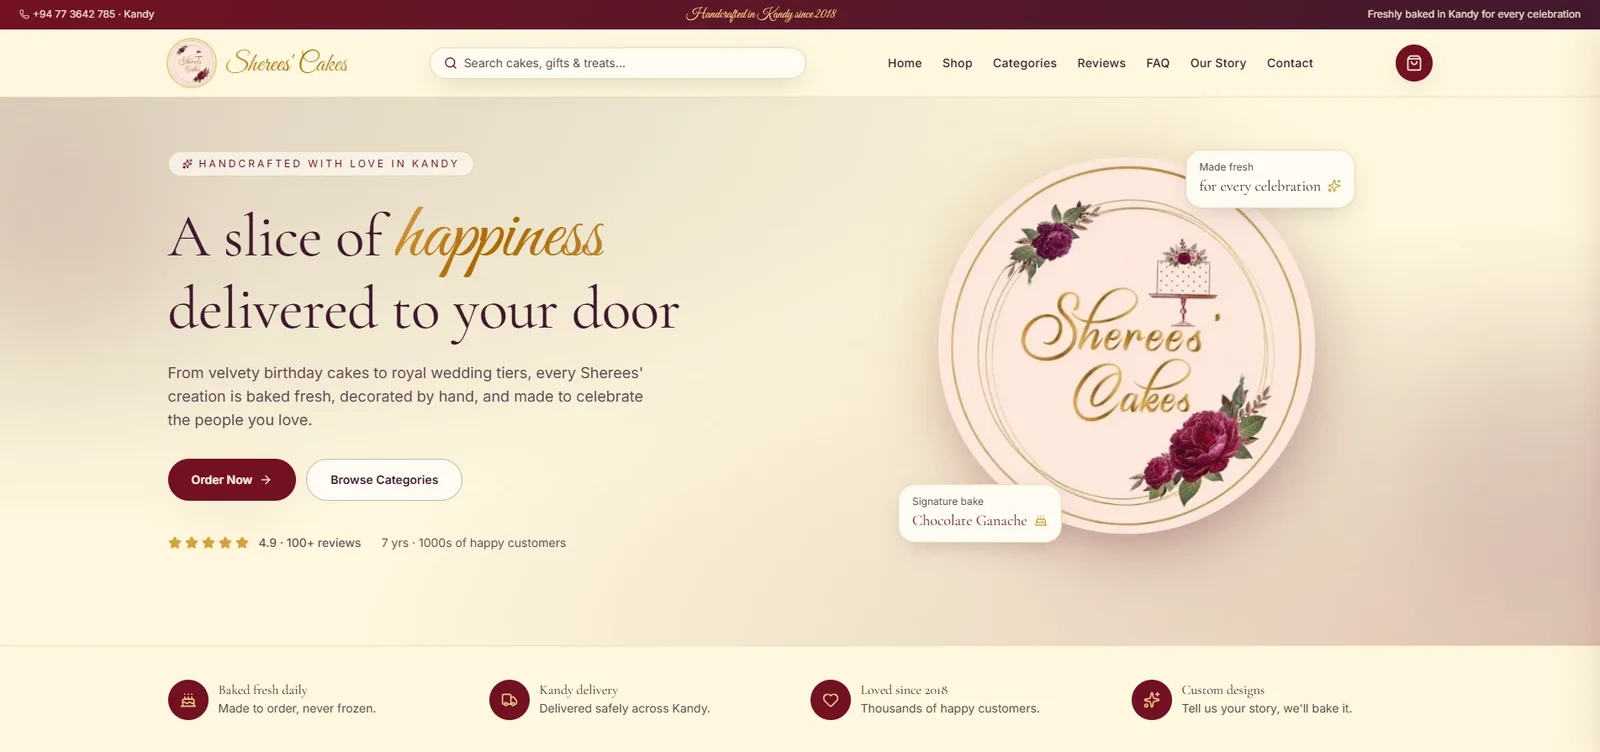 +94 77 3642 785 · Kandy
Handcrafted in Kandy since 2018
Freshly baked in Kandy for every celebration
Sherees' Cakes
Sherees' Cakes
Search cakes, gifts & treats...
Home
Shop
Categories
Reviews
FAQ
Our Story
Contact
HANDCRAFTED WITH LOVE IN KANDY
A slice of happiness
delivered to your door
From velvety birthday cakes to royal wedding tiers, every Sherees'
creation is baked fresh, decorated by hand, and made to celebrate
the people you love.
Order Now
Browse Categories
4.9 · 100+ reviews
7 yrs · 1000s of happy customers
Made fresh
for every celebration
Sherees'
Cakes
Signature bake
Chocolate Ganache
Baked fresh daily
Made to order, never frozen.
Kandy delivery
Delivered safely across Kandy.
Loved since 2018
Thousands of happy customers.
Custom designs
Tell us your story, we'll bake it.